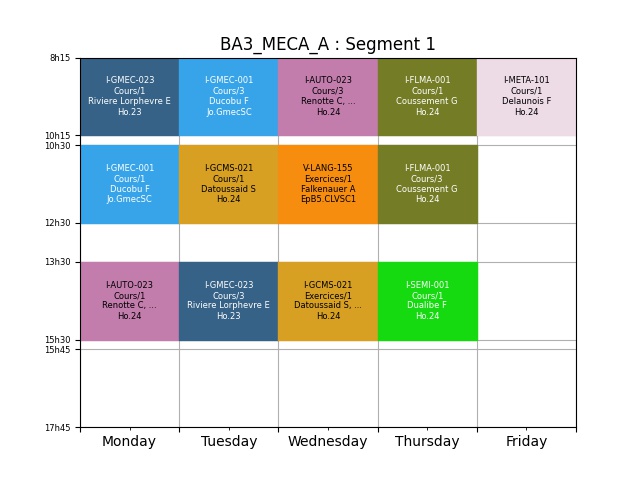 BA3_MECA_A : Segment 1
8h15
I-GMEC-023
Cours/1
Riviere Lorphevre E
Ho.23
I-GMEC-001
Cours/3
Ducobu F
Jo.GmecSC
I-AUTO-023
Cours/3
Renotte C, ...
Ho.24
I-FLMA-001
Cours/1
Coussement G
Ho.24
I-META-101
Cours/1
Delaunois F
Ho.24
10h15
10h30
I-GMEC-001
Cours/1
Ducobu F
Jo.GmecSC
I-GCMS-021
Cours/1
Datoussaid S
Ho.24
V-LANG-155
Exercices/1
Falkenauer A
EpB5.CLVSC1
I-FLMA-001
Cours/3
Coussement G
Ho.24
12h30
13h30
I-AUTO-023
Cours/1
Renotte C, ...
Ho.24
I-GMEC-023
Cours/3
Riviere Lorphevre E
Ho.23
I-GCMS-021
Exercices/1
Datoussaid S, ...
Ho.24
I-SEMI-001
Cours/1
Dualibe F
Ho.24
15h30
15h45
17h45
Monday
Tuesday
Wednesday
Thursday
Friday